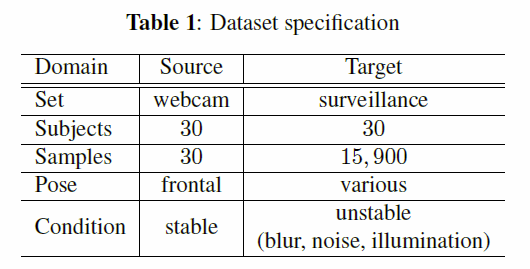 Table 1: Dataset specification
Domain Source Target
Set webcam surveillance
Subjects 30 30
Samples 30 15, 900
Pose frontal various
Condition stable unstable
(blur, noise, illumination)